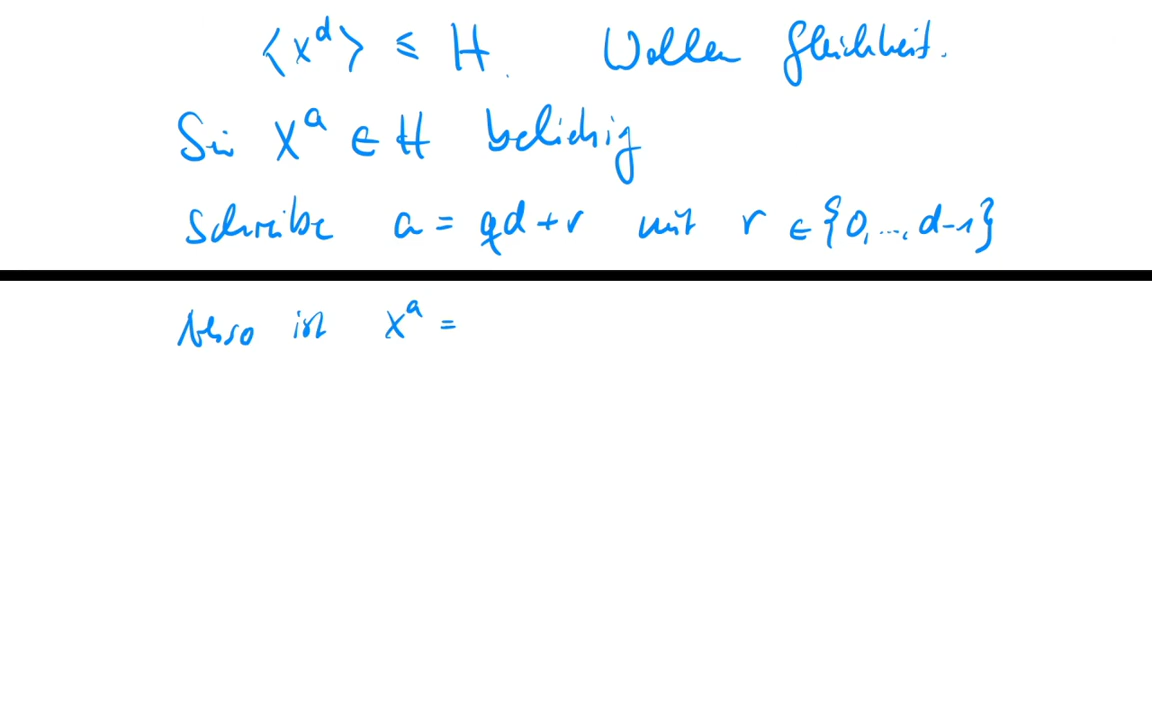 ⟨x^d⟩ ≤ H. Wollen Gleichheit.
Sei x^a ∈ H beliebig
Schreibe a = qd + r mit r ∈ {0, ..., d-1}
Also ist x^a =